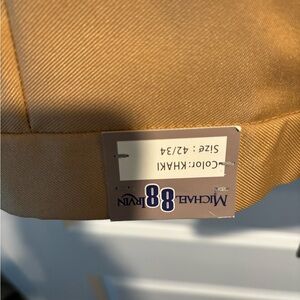 MICHAEL 88 IRVIN
Color: KHAKI
Size : 42/34